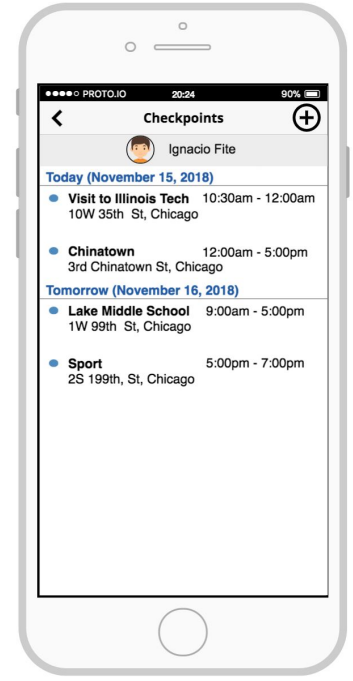 PROTO.IO 20:24 90%
Checkpoints
Ignacio Fite
Today (November 15, 2018)
Visit to Illinois Tech 10:30am - 12:00am
10W 35th St, Chicago
Chinatown 12:00am - 5:00pm
3rd Chinatown St, Chicago
Tomorrow (November 16, 2018)
Lake Middle School 9:00am - 5:00pm
1W 99th St, Chicago
Sport 5:00pm - 7:00pm
2S 199th, St, Chicago